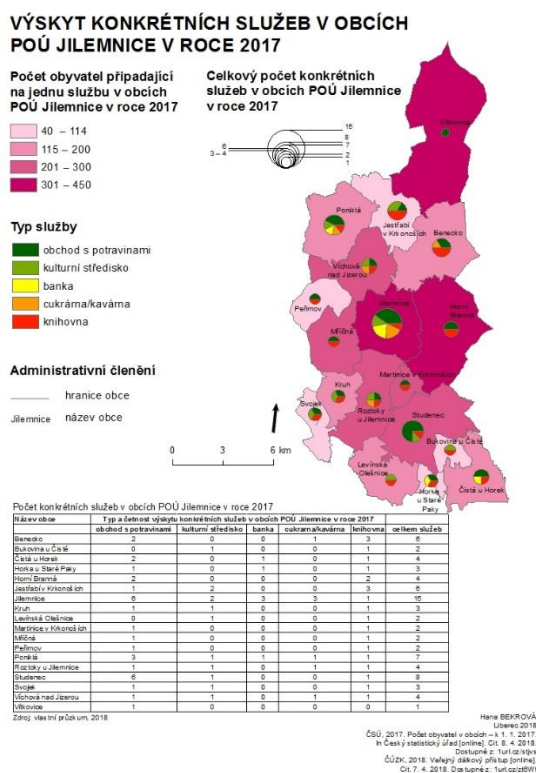 VÝSKYT KONKRÉTNÍCH SLUŽEB V OBCÍCH
POÚ JILEMNICE V ROCE 2017
Počet obyvatel připadající
na jednu službu v obcích
POÚ Jilemnice v roce 2017
40 – 114
115 – 200
201 – 300
301 – 450
Celkový počet konkrétních
služeb v obcích POÚ Jilemnice
v roce 2017
15
8
7
6
3 – 4
2
1
Typ služby
obchod s potravinami
kulturní středisko
banka
cukrárna/kavárna
knihovna
Administrativní členění
hranice obce
Jilemnice název obce
0 3 6 km
Vítkovice
Poniklá
Jestřabí
v Krkonoších
Benecko
Víchová
nad Jizerou
Peřimov
Jilemnice
Horní
Branná
Mříčná
Martinice v Krkonoších
Kruh
Svojek
Roztoky
u Jilemnice
Studenec
Bukovina u Čisté
Levínská
Olešnice
Horka
u Staré
Paky
Čistá u Horek
Počet konkrétních služeb v obcích POÚ Jilemnice v roce 2017
Název obce Typ a četnost výskytu konkrétních služeb v obcích POÚ Jilemnice v roce 2017
obchod s potravinami kulturní středisko banka cukrárna/kavárna knihovna celkem služeb
Benecko 2 0 0 1 3 6
Bukovina u Čisté 0 1 0 0 1 2
Čistá u Horek 2 0 1 0 1 4
Horka u Staré Paky 1 0 1 0 1 3
Horní Branná 2 0 0 0 2 4
Jestřabí v Krkonoších 1 2 0 0 3 6
Jilemnice 6 2 3 3 1 15
Kruh 1 1 0 0 1 3
Levínská Olešnice 0 1 0 0 1 2
Martinice v Krkonoších 1 0 0 0 1 2
Mříčná 1 0 0 0 1 2
Peřimov 1 0 0 0 1 2
Poniklá 3 1 1 1 1 7
Roztoky u Jilemnice 1 1 0 1 1 4
Studenec 6 1 0 0 1 8
Svojek 1 1 0 0 1 3
Víchová nad Jizerou 1 1 0 1 1 4
Vítkovice 1 0 0 0 0 1
Zdroj: vlastní průzkum, 2018
Hana BEKROVÁ
Liberec 2018
ČSÚ, 2017. Počet obyvatel v obcích – k 1. 1. 2017.
In Český statistický úřad [online]. Cit. 8. 4. 2018.
Dostupné z: 1url.cz/stjvs
ČÚZK, 2018. Veřejný dálkový přístup [online].
Cit. 7. 4. 2018. Dostupné z: